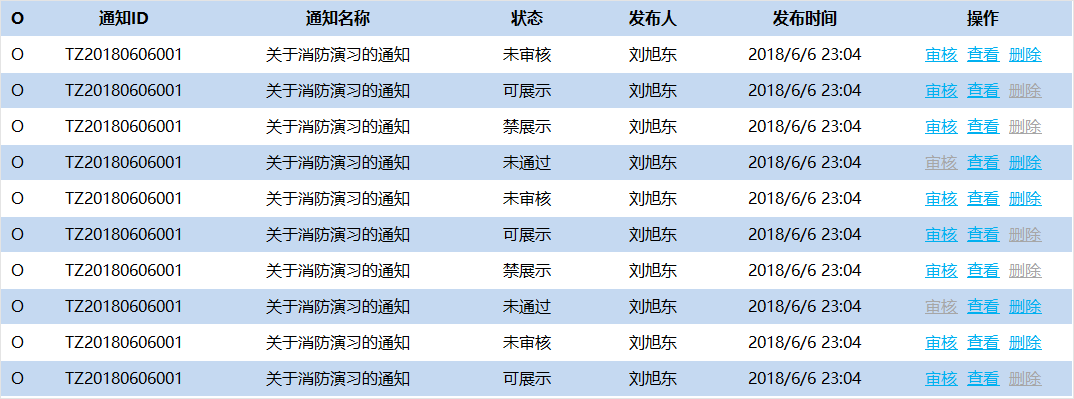 O 通知ID 通知名称 状态 发布人 发布时间 操作
O TZ20180606001 关于消防演习的通知 未审核 刘旭东 2018/6/6 23:04 审核 查看 删除
O TZ20180606001 关于消防演习的通知 可展示 刘旭东 2018/6/6 23:04 审核 查看 删除
O TZ20180606001 关于消防演习的通知 禁展示 刘旭东 2018/6/6 23:04 审核 查看 删除
O TZ20180606001 关于消防演习的通知 未通过 刘旭东 2018/6/6 23:04 审核 查看 删除
O TZ20180606001 关于消防演习的通知 未审核 刘旭东 2018/6/6 23:04 审核 查看 删除
O TZ20180606001 关于消防演习的通知 可展示 刘旭东 2018/6/6 23:04 审核 查看 删除
O TZ20180606001 关于消防演习的通知 禁展示 刘旭东 2018/6/6 23:04 审核 查看 删除
O TZ20180606001 关于消防演习的通知 未通过 刘旭东 2018/6/6 23:04 审核 查看 删除
O TZ20180606001 关于消防演习的通知 未审核 刘旭东 2018/6/6 23:04 审核 查看 删除
O TZ20180606001 关于消防演习的通知 可展示 刘旭东 2018/6/6 23:04 审核 查看 删除